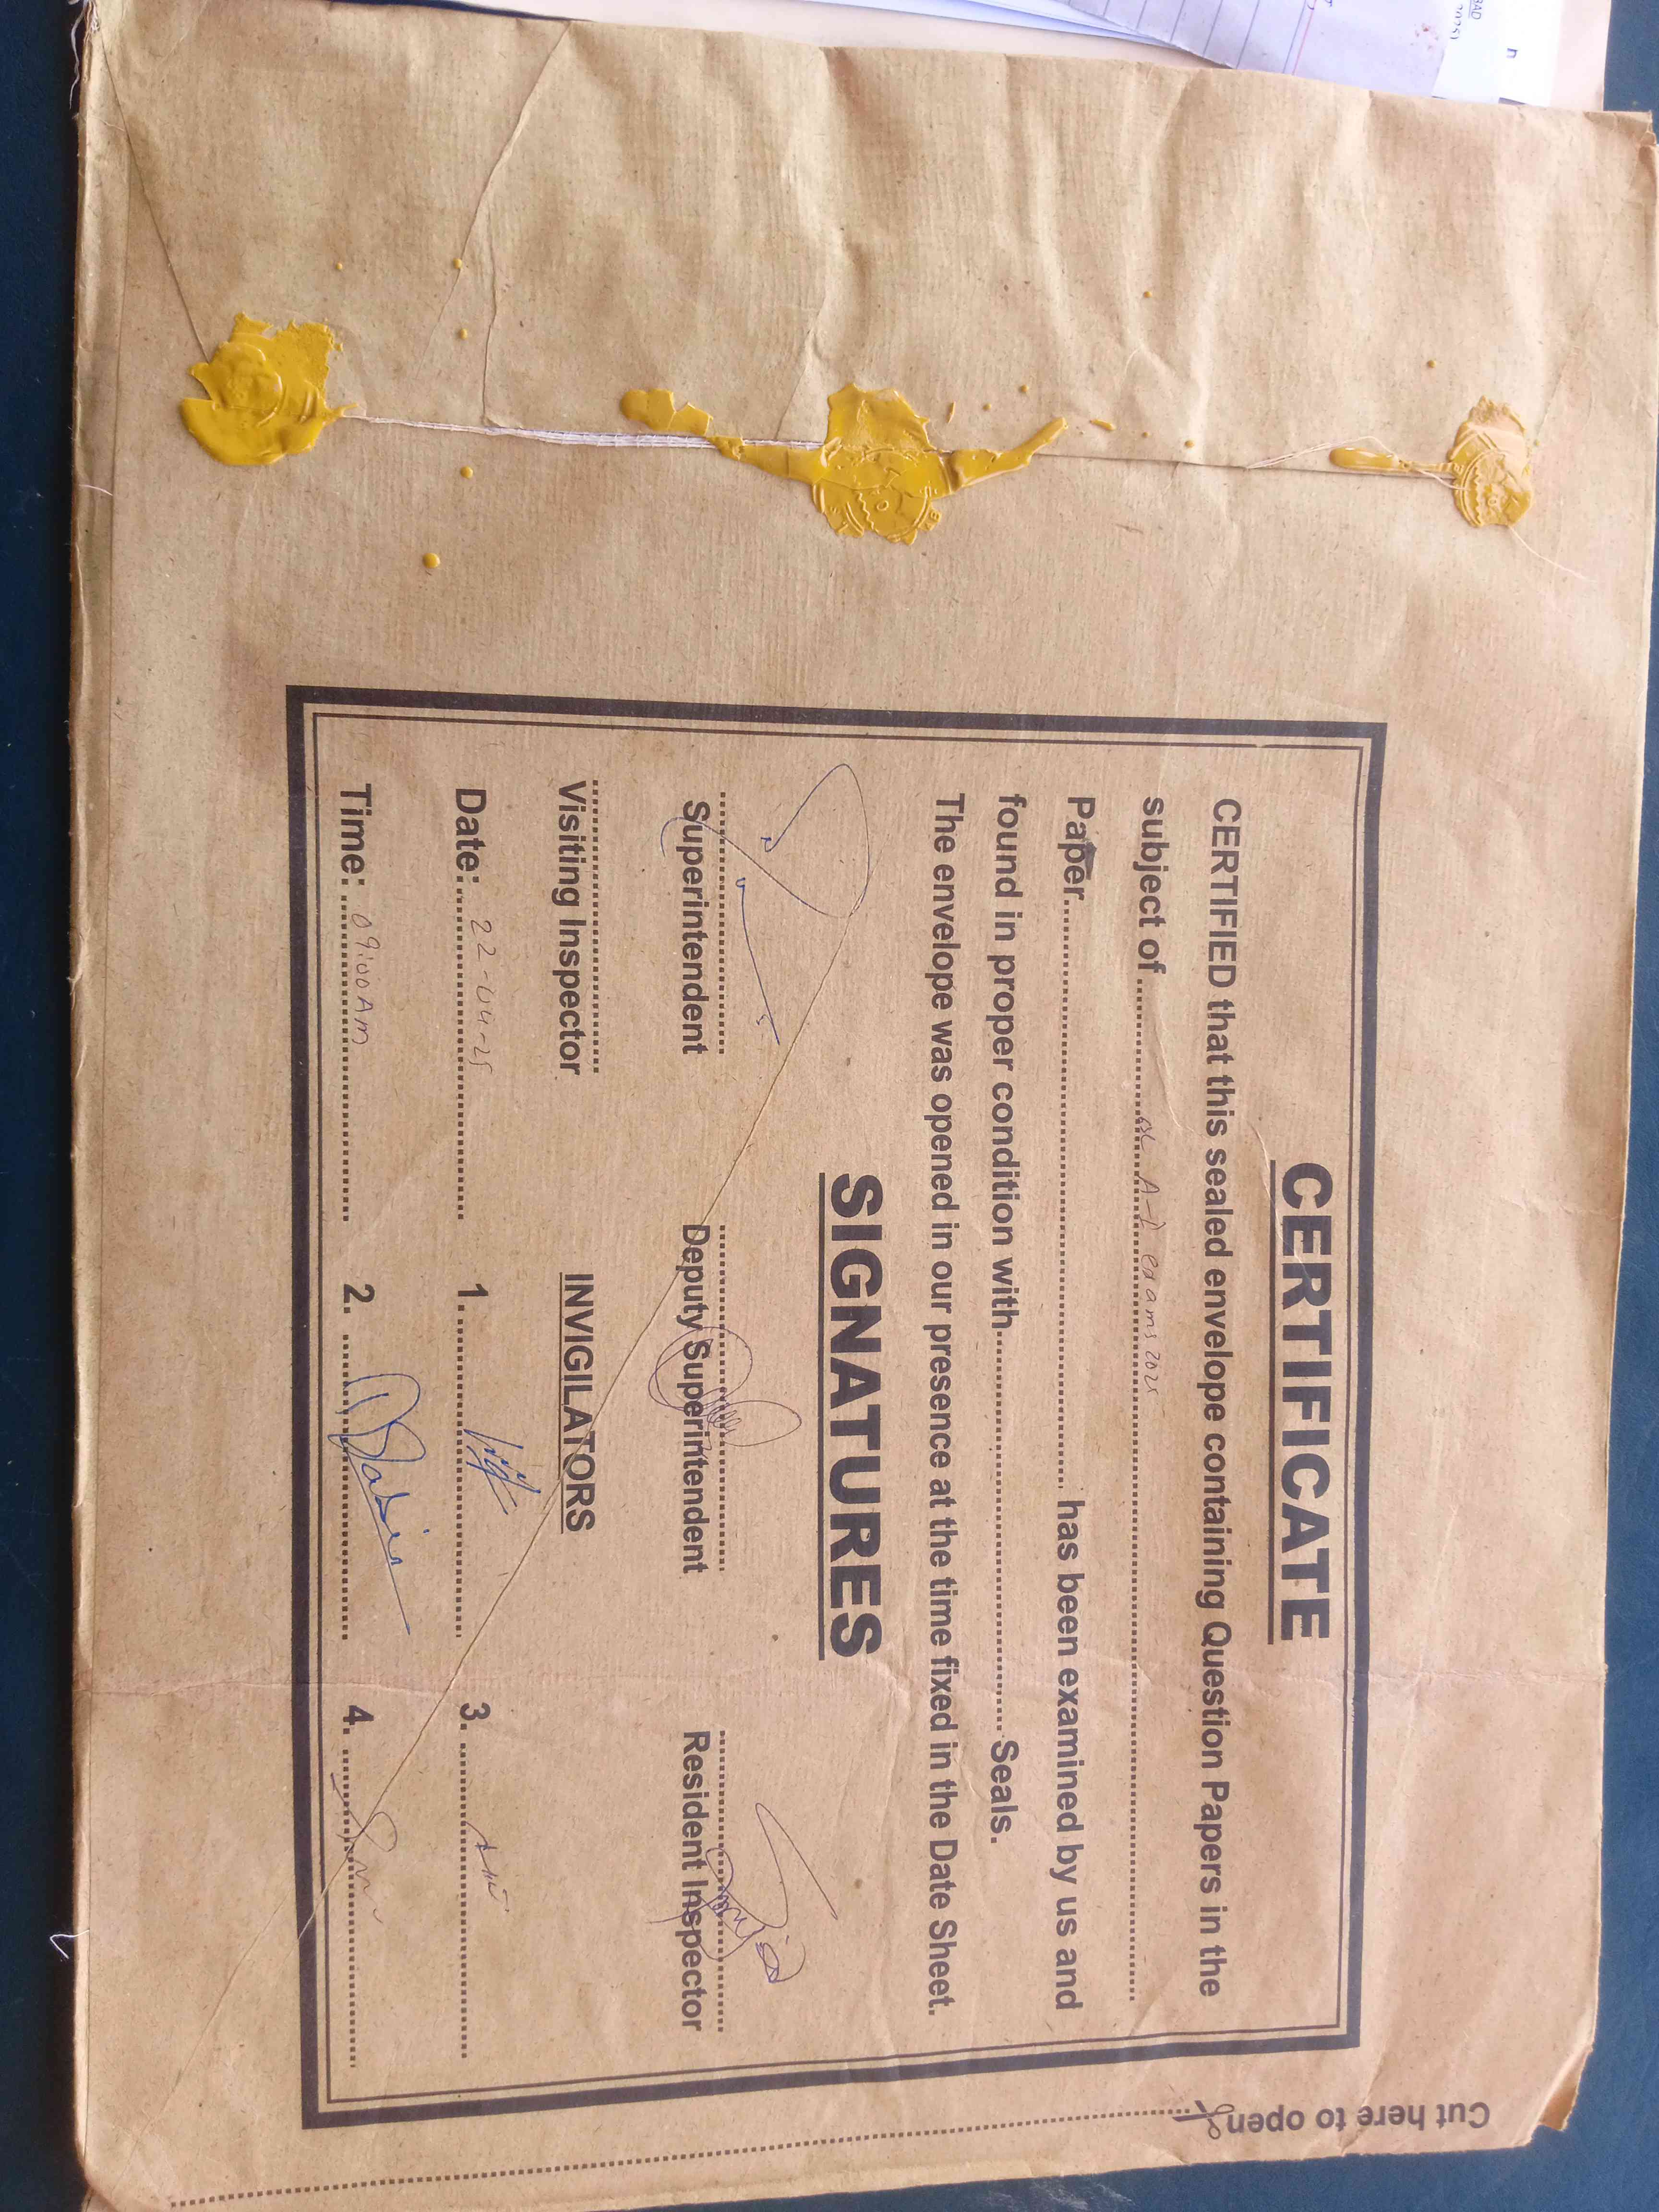 CERTIFICATE
CERTIFIED that this sealed envelope containing Question Papers in the
subject of .......... A-I exams 2025 ..........
Paper.......... has been examined by us and
found in proper condition with.......... Seals.
The envelope was opened in our presence at the time fixed in the Date Sheet.
SIGNATURES
Superintendent Deputy Superintendent Resident Inspector
Visiting Inspector INVIGILATORS
Date: 22-04-25 1. 3.
Time: 09:00 Am 2. 4.
Cut here to open